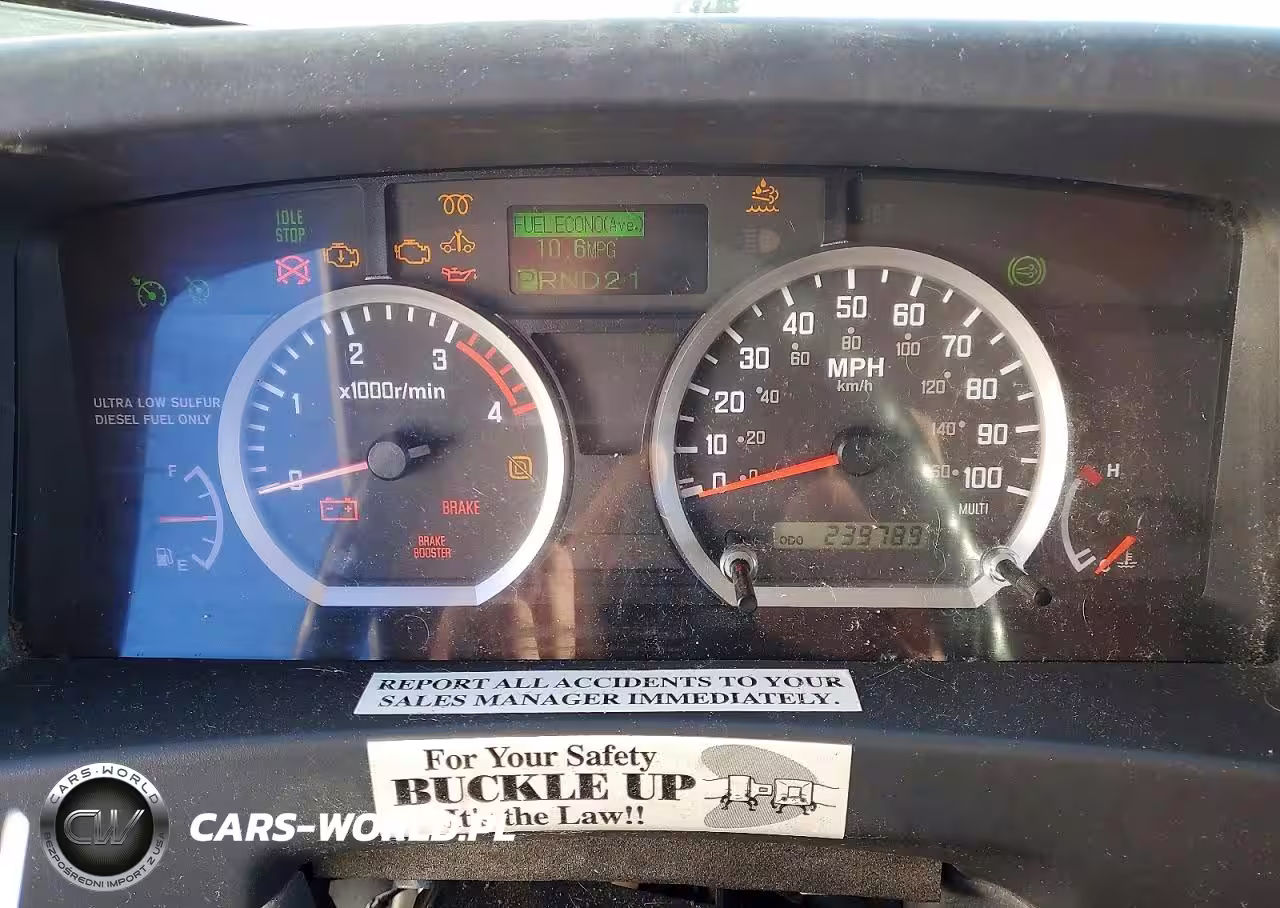 IDLE
STOP
FUEL ECONO(Ave.)
10.6MPG
PRND21
ULTRA LOW SULFUR
DIESEL FUEL ONLY
0 1 2 3 4
x1000r/min
F
E
BRAKE
BRAKE
BOOSTER
0 10 20 30 40 50 60 70 80 90 100
MPH
km/h
0 20 40 60 80 100 120 140 160
MULTI
ODO 239789
H
REPORT ALL ACCIDENTS TO YOUR
SALES MANAGER IMMEDIATELY.
For Your Safety
BUCKLE UP
It's the Law!!
CARS-WORLD
CW
BEZPOŚREDNI IMPORT Z USA
CARS-WORLD.PL